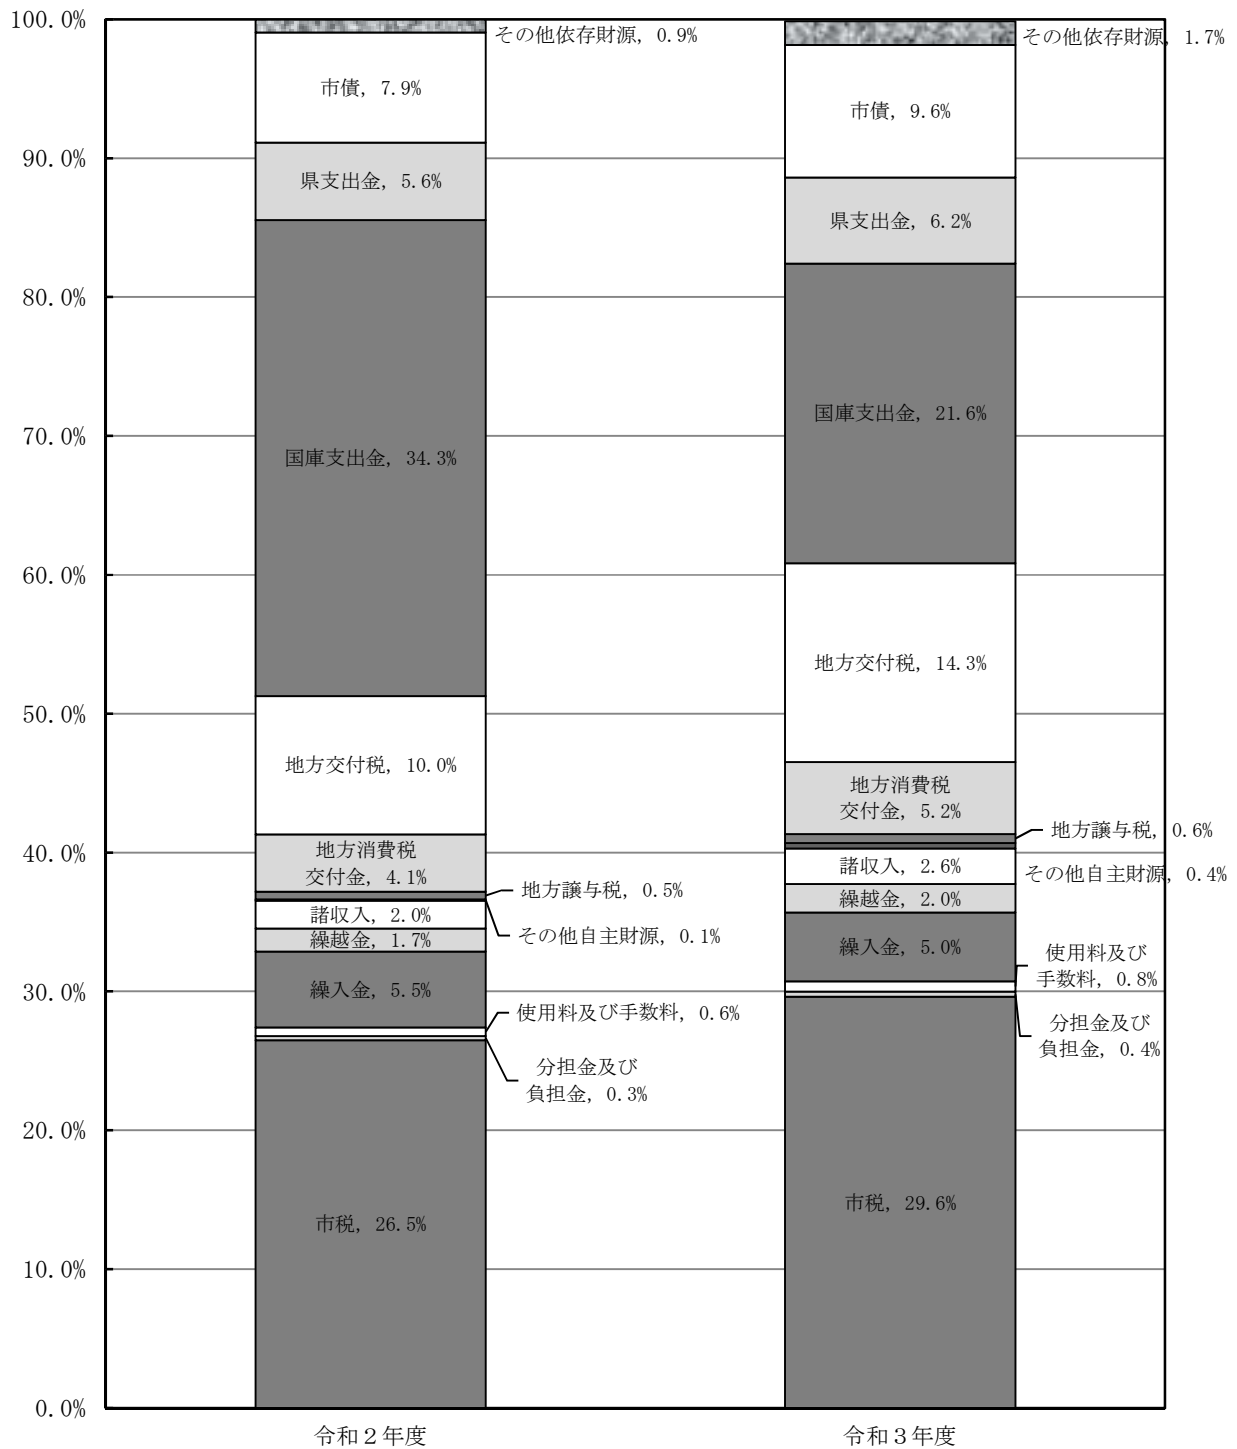 100.0%
90.0%
80.0%
70.0%
60.0%
50.0%
40.0%
30.0%
20.0%
10.0%
0.0%
その他依存財源, 0.9%
市債, 7.9%
県支出金, 5.6%
国庫支出金, 34.3%
地方交付税, 10.0%
地方消費税
交付金, 4.1%
地方譲与税, 0.5%
その他自主財源, 0.1%
諸収入, 2.0%
繰越金, 1.7%
繰入金, 5.5%
使用料及び手数料, 0.6%
分担金及び
負担金, 0.3%
市税, 26.5%
令和２年度
その他依存財源, 1.7%
市債, 9.6%
県支出金, 6.2%
国庫支出金, 21.6%
地方交付税, 14.3%
地方消費税
交付金, 5.2%
地方譲与税, 0.6%
その他自主財源, 0.4%
諸収入, 2.6%
繰越金, 2.0%
繰入金, 5.0%
使用料及び
手数料, 0.8%
分担金及び
負担金, 0.4%
市税, 29.6%
令和３年度